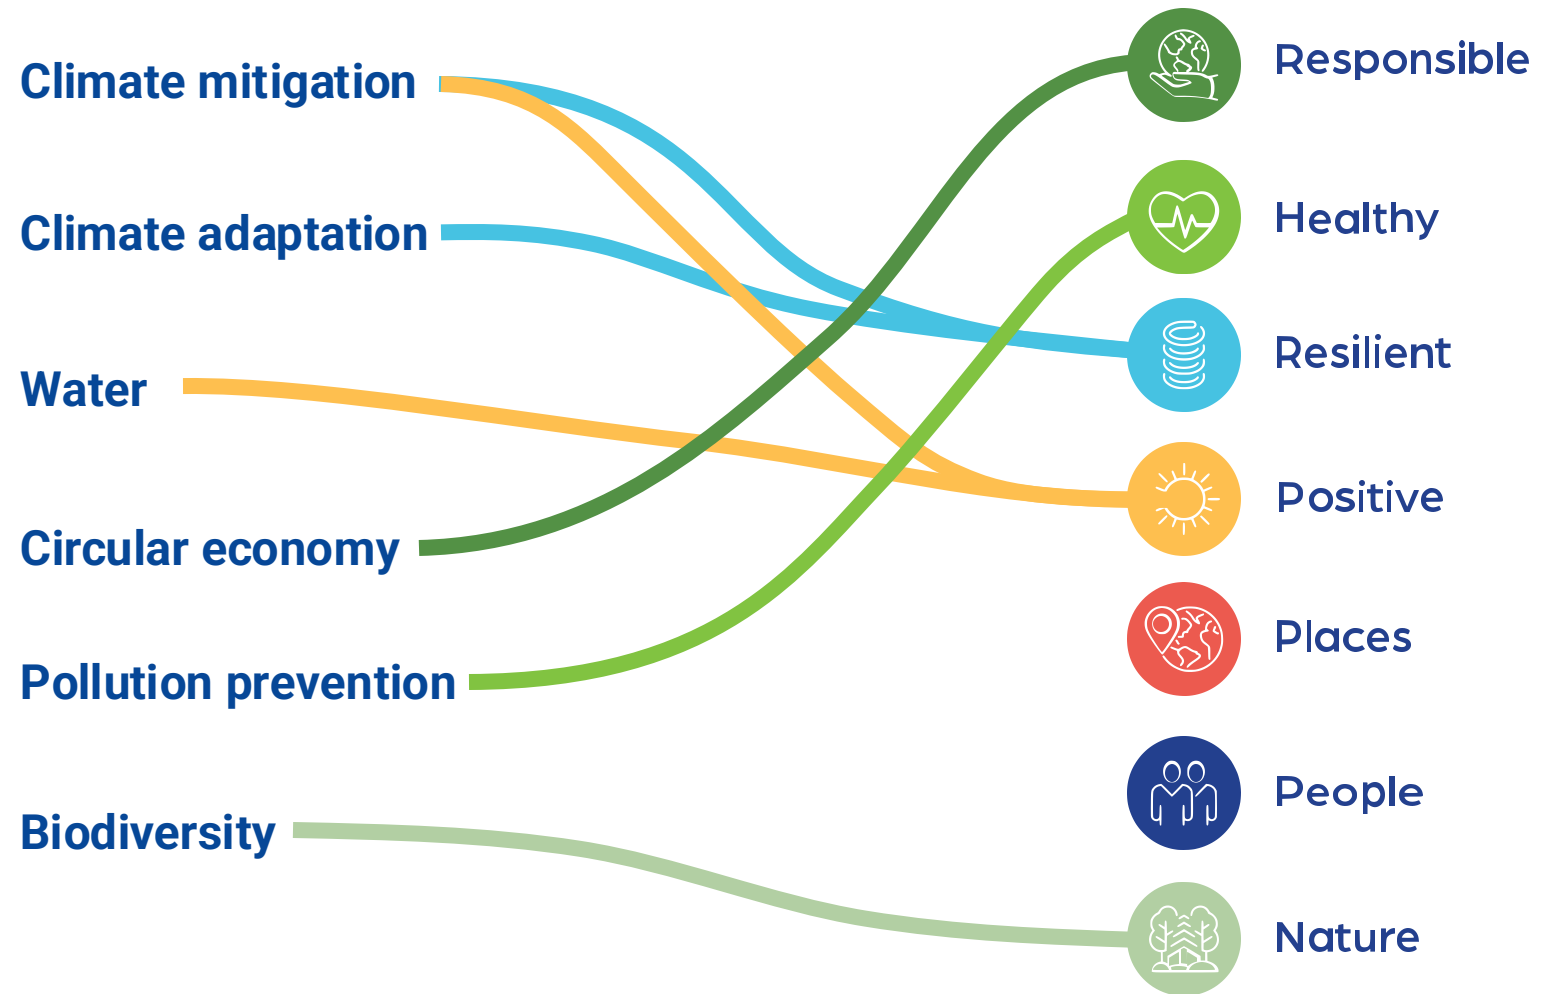 Climate mitigation
Climate adaptation
Water
Circular economy
Pollution prevention
Biodiversity
Responsible
Healthy
Resilient
Positive
Places
People
Nature